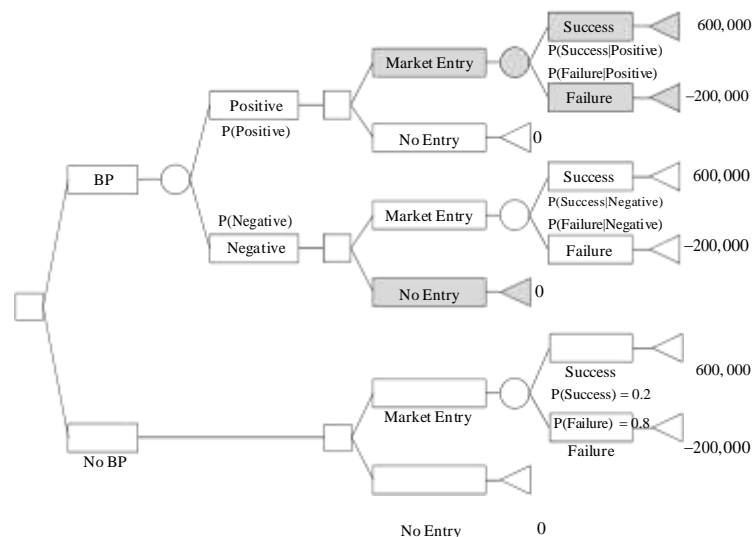 Success 600,000
P(Success|Positive)
Market Entry
P(Failure|Positive)
Failure −200,000
Positive
P(Positive)
No Entry 0
BP
Success 600,000
P(Success|Negative)
Market Entry
P(Negative)
P(Failure|Negative)
Negative
Failure −200,000
No Entry 0
Success 600,000
P(Success) = 0.2
Market Entry
P(Failure) = 0.8
Failure −200,000
No BP
No Entry 0